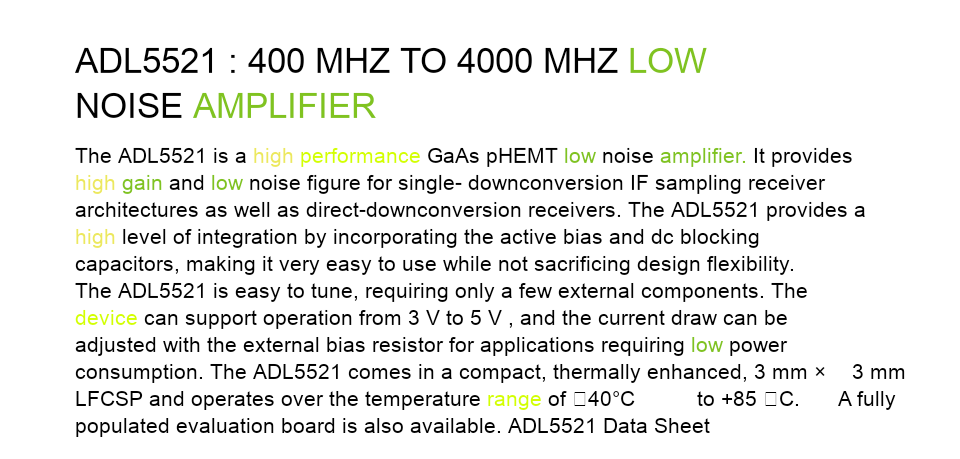 ADL5521 : 400 MHZ TO 4000 MHZ LOW
NOISE AMPLIFIER
The ADL5521 is a high performance GaAs pHEMT low noise amplifier. It provides
high gain and low noise figure for single- downconversion IF sampling receiver
architectures as well as direct-downconversion receivers. The ADL5521 provides a
high level of integration by incorporating the active bias and dc blocking
capacitors, making it very easy to use while not sacrificing design flexibility.
The ADL5521 is easy to tune, requiring only a few external components. The
device can support operation from 3 V to 5 V , and the current draw can be
adjusted with the external bias resistor for applications requiring low power
consumption. The ADL5521 comes in a compact, thermally enhanced, 3 mm × 3 mm
LFCSP and operates over the temperature range of □40°C to +85 □C. A fully
populated evaluation board is also available. ADL5521 Data Sheet